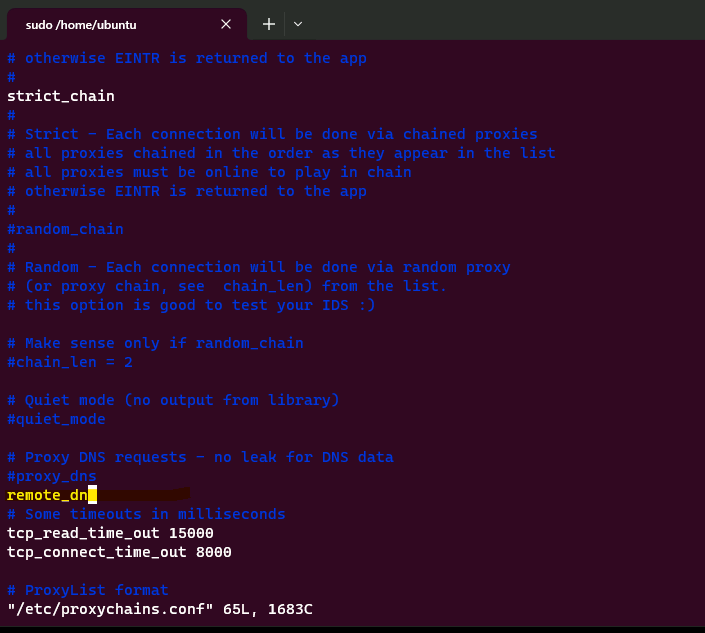 sudo /home/ubuntu
# otherwise EINTR is returned to the app
#
strict_chain
#
# Strict - Each connection will be done via chained proxies
# all proxies chained in the order as they appear in the list
# all proxies must be online to play in chain
# otherwise EINTR is returned to the app
#
#random_chain
#
# Random - Each connection will be done via random proxy
# (or proxy chain, see  chain_len) from the list.
# this option is good to test your IDS :)
# Make sense only if random_chain
#chain_len = 2
# Quiet mode (no output from library)
#quiet_mode
# Proxy DNS requests - no leak for DNS data
#proxy_dns
remote_dn
# Some timeouts in milliseconds
tcp_read_time_out 15000
tcp_connect_time_out 8000
# ProxyList format
"/etc/proxychains.conf" 65L, 1683C